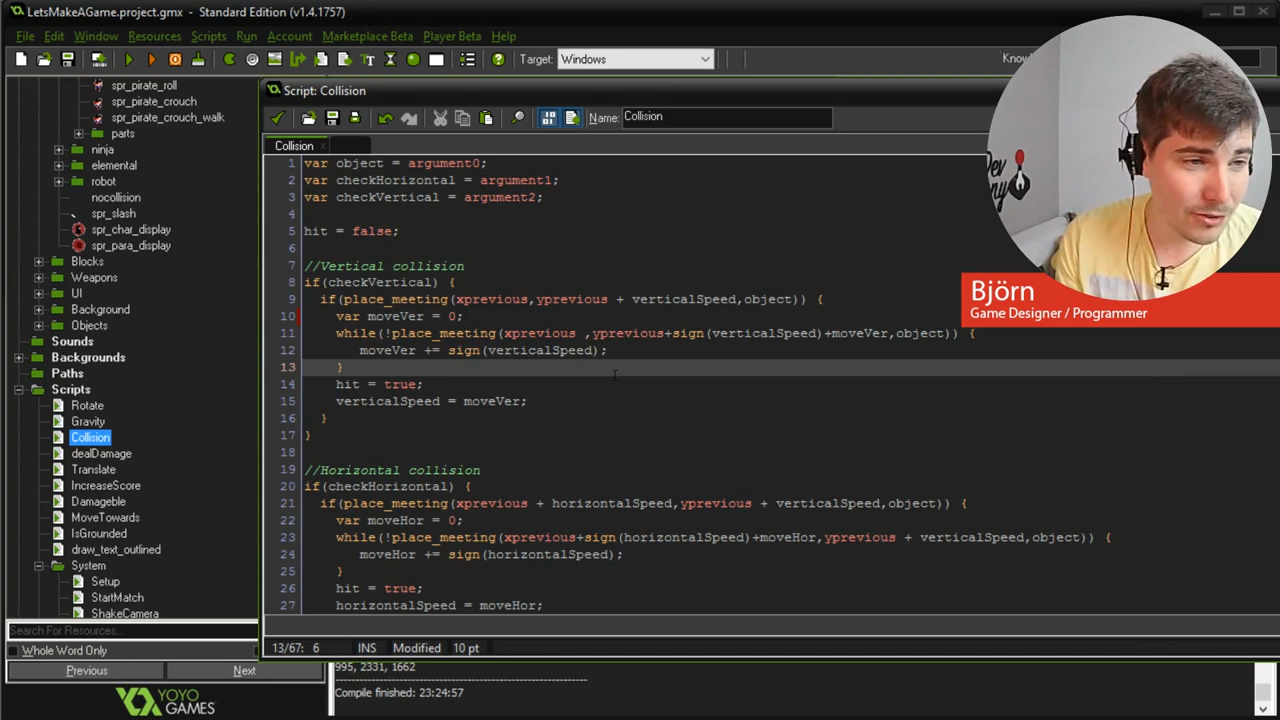 LetsMakeAGame.project.gmx - Standard Edition (v1.4.1757)
File Edit Window Resources Scripts Run Account Marketplace Beta Player Beta Help
Target: Windows
spr_pirate_roll
spr_pirate_crouch
spr_pirate_crouch_walk
parts
ninja
elemental
robot
nocollision
spr_slash
spr_char_display
spr_para_display
Blocks
Weapons
UI
Background
Objects
Sounds
Backgrounds
Paths
Scripts
Rotate
Gravity
Collision
dealDamage
Translate
IncreaseScore
Damageble
MoveTowards
IsGrounded
draw_text_outlined
System
Setup
StartMatch
ShakeCamera
Search For Resources...
Whole Word Only
Previous Next
YOYO
GAMES™
Script: Collision
Name: Collision
Collision
1 var object = argument0;
2 var checkHorizontal = argument1;
3 var checkVertical = argument2;
4
5 hit = false;
6
7 //Vertical collision
8 if(checkVertical) {
9 if(place_meeting(xprevious,yprevious + verticalSpeed,object)) {
10 var moveVer = 0;
11 while(!place_meeting(xprevious ,yprevious+sign(verticalSpeed)+moveVer,object)) {
12 moveVer += sign(verticalSpeed);
13 }
14 hit = true;
15 verticalSpeed = moveVer;
16 }
17 }
18
19 //Horizontal collision
20 if(checkHorizontal) {
21 if(place_meeting(xprevious + horizontalSpeed,yprevious + verticalSpeed,object)) {
22 var moveHor = 0;
23 while(!place_meeting(xprevious+sign(horizontalSpeed)+moveHor,yprevious + verticalSpeed,object)) {
24 moveHor += sign(horizontalSpeed);
25 }
26 hit = true;
27 horizontalSpeed = moveHor;
13/67: 6 INS Modified 10 pt
995, 2331, 1662
Compile finished: 23:24:57
Björn
Game Designer / Programmer